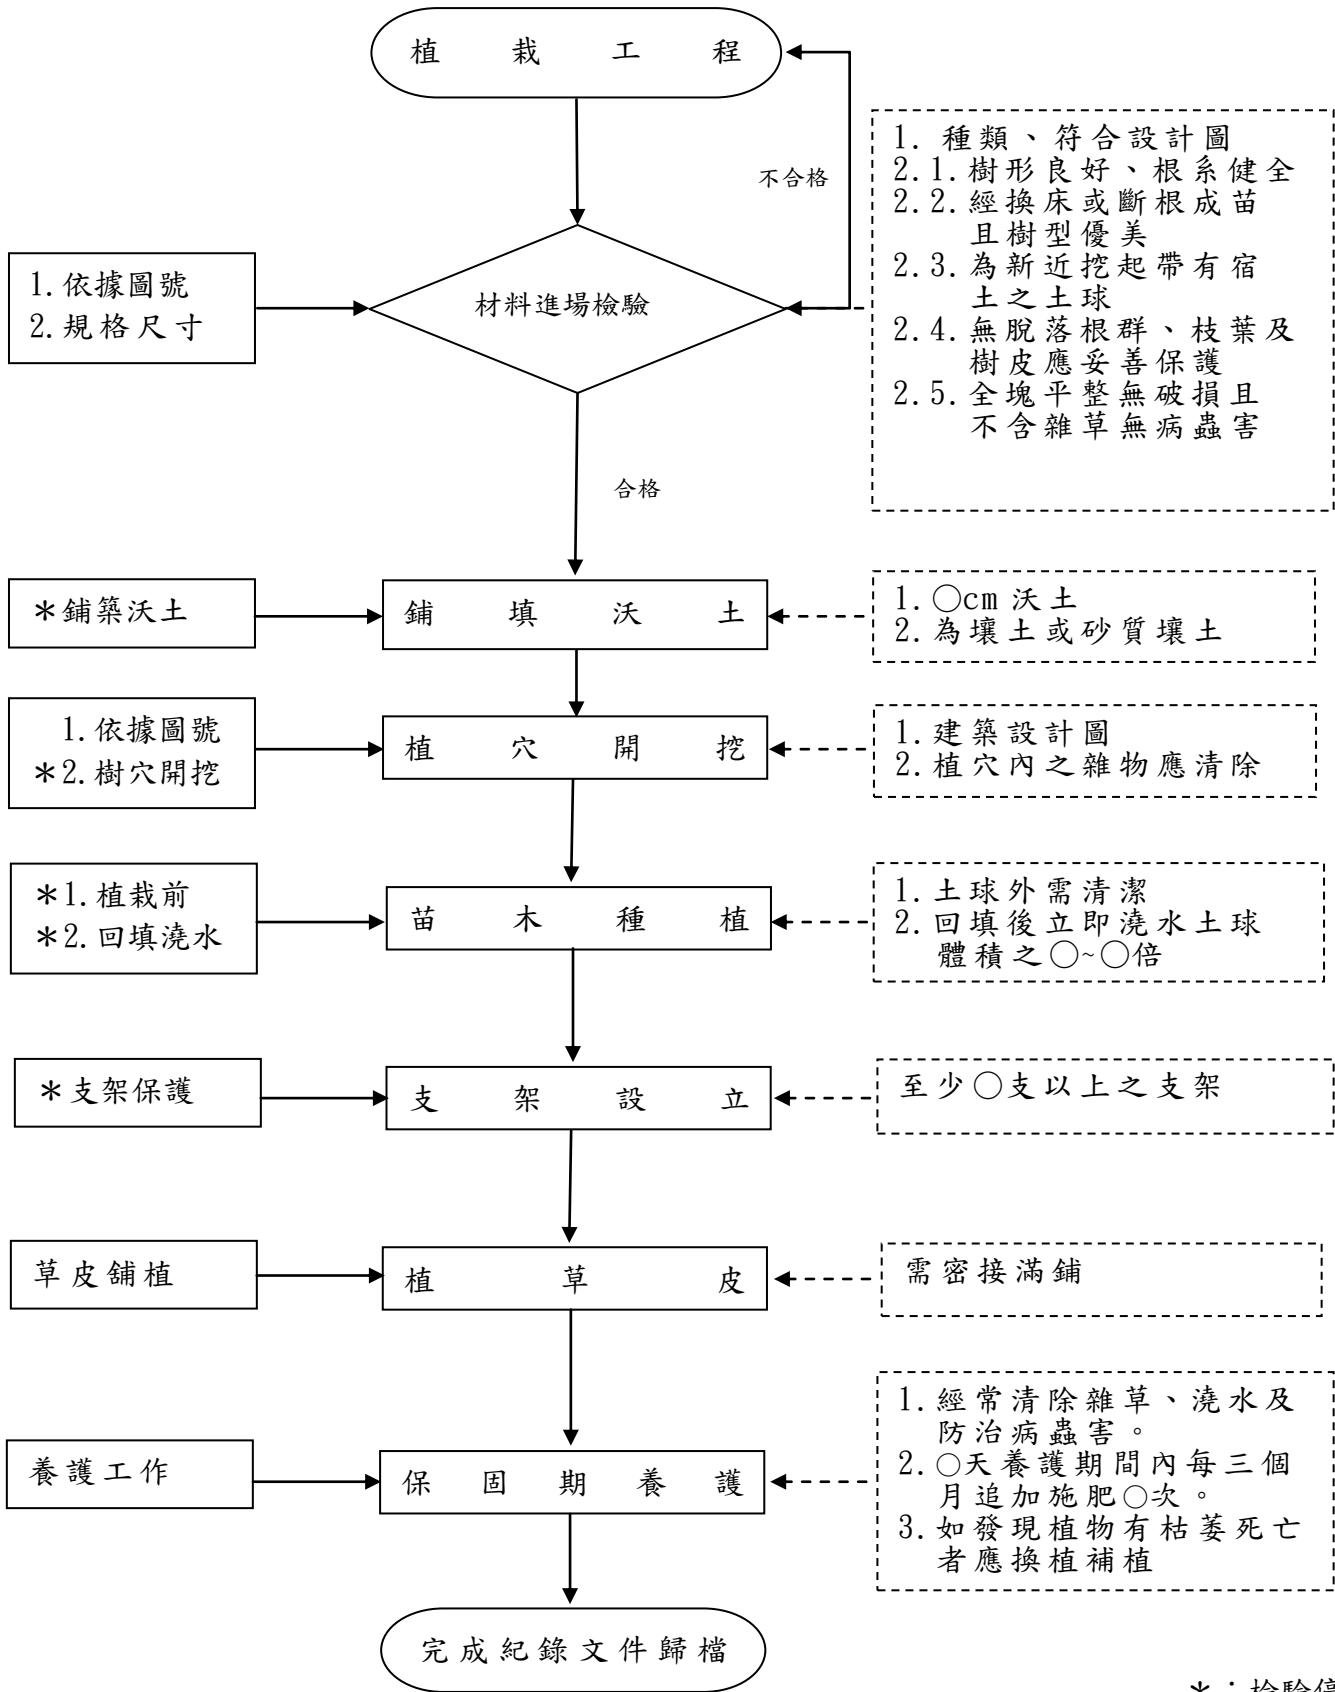 植栽工程
不合格
1. 種類、符合設計圖
2.1.樹形良好、根系健全
2.2.經換床或斷根成苗
且樹型優美
2.3.為新近挖起帶有宿
土之土球
2.4.無脫落根群、枝葉及
樹皮應妥善保護
2.5.全塊平整無破損且
不含雜草無病蟲害
1.依據圖號
2.規格尺寸
材料進場檢驗
合格
＊鋪築沃土
鋪填沃土
1.○cm 沃土
2.為壤土或砂質壤土
1.依據圖號
＊2.樹穴開挖
植穴開挖
1.建築設計圖
2.植穴內之雜物應清除
＊1.植栽前
＊2.回填澆水
苗木種植
1.土球外需清潔
2.回填後立即澆水土球
體積之○~○倍
＊支架保護
支架設立
至少○支以上之支架
草皮舖植
植草皮
需密接滿鋪
養護工作
保固期養護
1.經常清除雜草、澆水及
防治病蟲害。
2.○天養護期間內每三個
月追加施肥○次。
3.如發現植物有枯萎死亡
者應換植補植
完成紀錄文件歸檔
＊：檢驗停